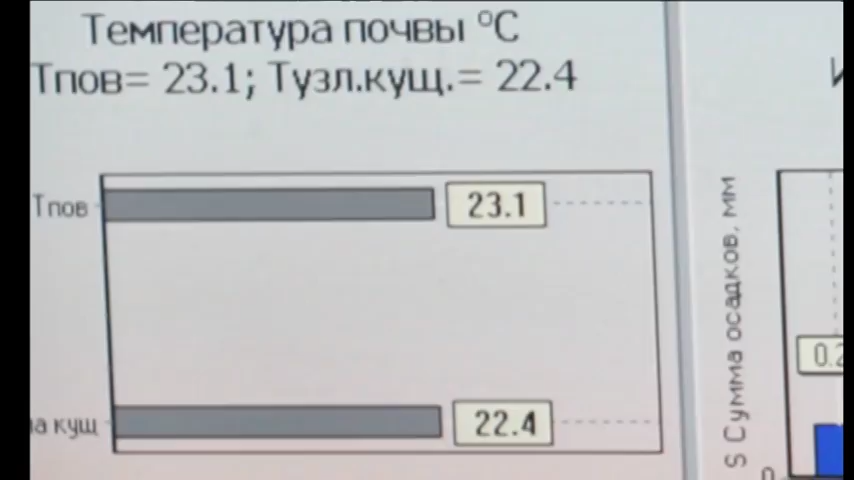 Температура почвы °C
Тпов= 23.1; Тузл.кущ.= 22.4
Тпов
23.1
кущ
22.4
S Сумма осадков, мм
0